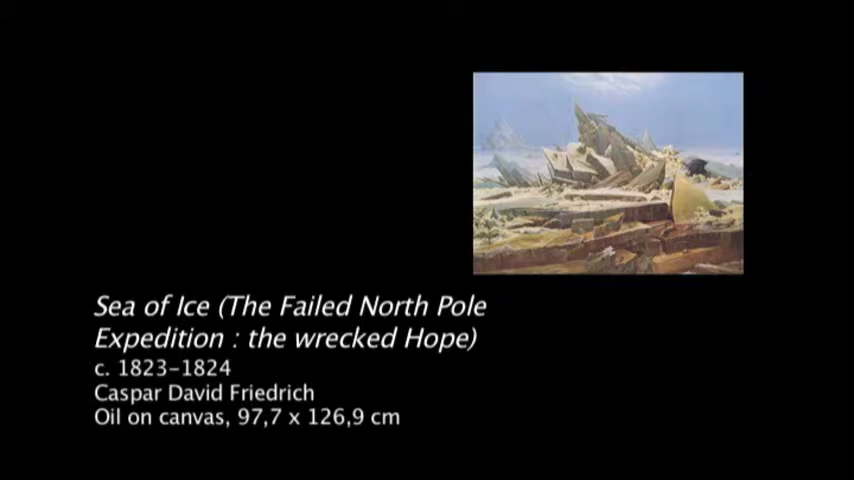 Sea of Ice (The Failed North Pole
Expedition : the wrecked Hope)
c. 1823-1824
Caspar David Friedrich
Oil on canvas, 97,7 x 126,9 cm